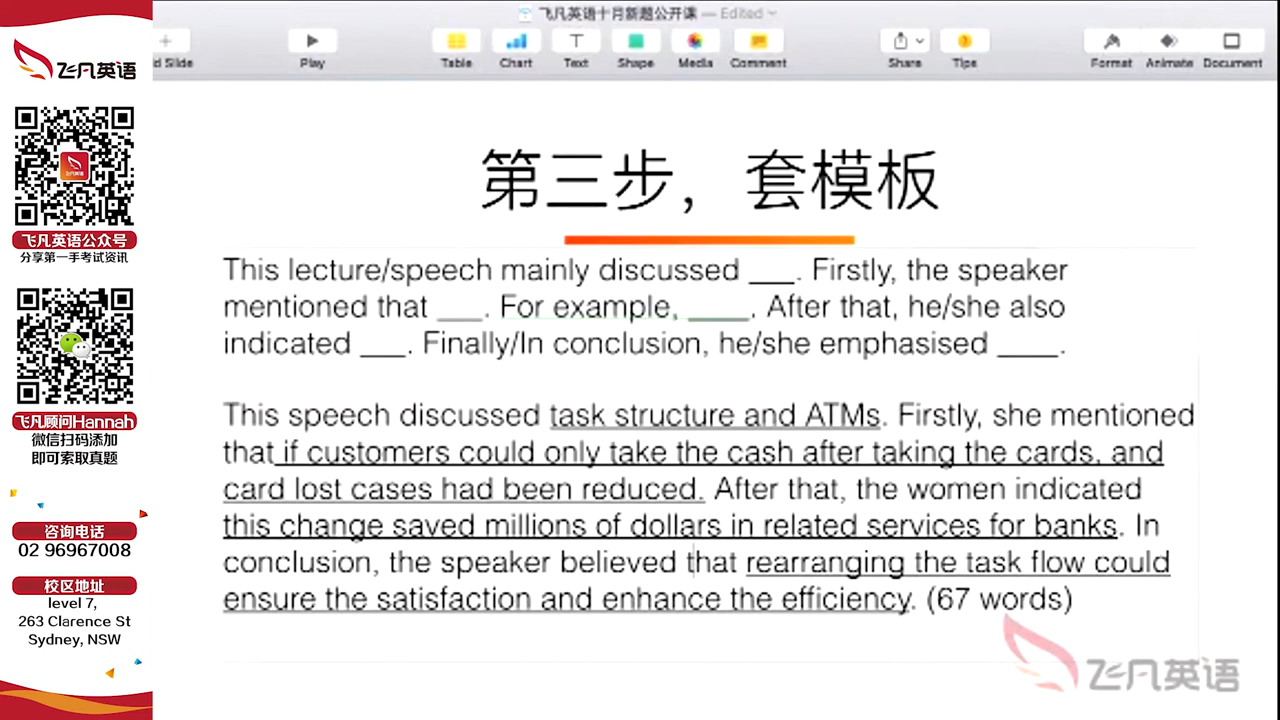 飞凡英语十月新题公开课 — Edited
d Slide
Play
Table
Chart
Text
Shape
Media
Comment
Share
Tips
Format
Animate
Document
飞凡英语
飞凡英语公众号
分享第一手考试资讯
飞凡顾问Hannah
微信扫码添加
即可索取真题
咨询电话
02 96967008
校区地址
level 7,
263 Clarence St
Sydney, NSW
第三步，套模板
This lecture/speech mainly discussed ___. Firstly, the speaker
mentioned that ___. For example, ____. After that, he/she also
indicated ___. Finally/In conclusion, he/she emphasised ____.
This speech discussed task structure and ATMs. Firstly, she mentioned
that if customers could only take the cash after taking the cards, and
card lost cases had been reduced. After that, the women indicated
this change saved millions of dollars in related services for banks. In
conclusion, the speaker believed that rearranging the task flow could
ensure the satisfaction and enhance the efficiency. (67 words)
飞凡英语